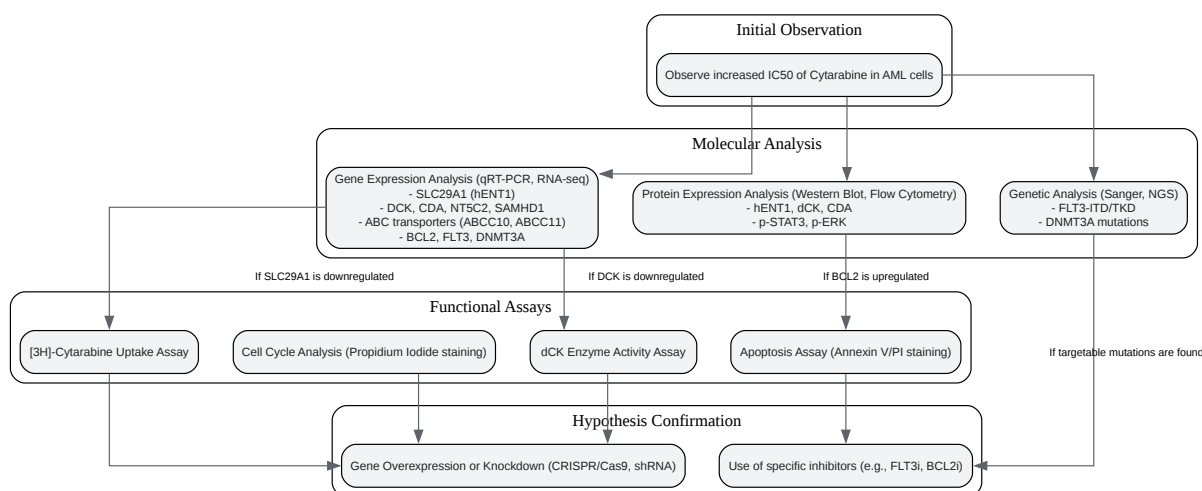 Initial Observation
Observe increased IC50 of Cytarabine in AML cells
Molecular Analysis
Gene Expression Analysis (qRT-PCR, RNA-seq)
- SLC29A1 (hENT1)
- DCK, CDA, NT5C2, SAMHD1
- ABC transporters (ABCC10, ABCC11)
- BCL2, FLT3, DNMT3A
Protein Expression Analysis (Western Blot, Flow Cytometry)
- hENT1, dCK, CDA
- p-STAT3, p-ERK
Genetic Analysis (Sanger, NGS)
- FLT3-ITD/TKD
- DNMT3A mutations
If SLC29A1 is downregulated
If DCK is downregulated
If BCL2 is upregulated
Functional Assays
[3H]-Cytarabine Uptake Assay
Cell Cycle Analysis (Propidium Iodide staining)
dCK Enzyme Activity Assay
Apoptosis Assay (Annexin V/PI staining)
If targetable mutations are found
Hypothesis Confirmation
Gene Overexpression or Knockdown (CRISPR/Cas9, shRNA)
Use of specific inhibitors (e.g., FLT3i, BCL2i)